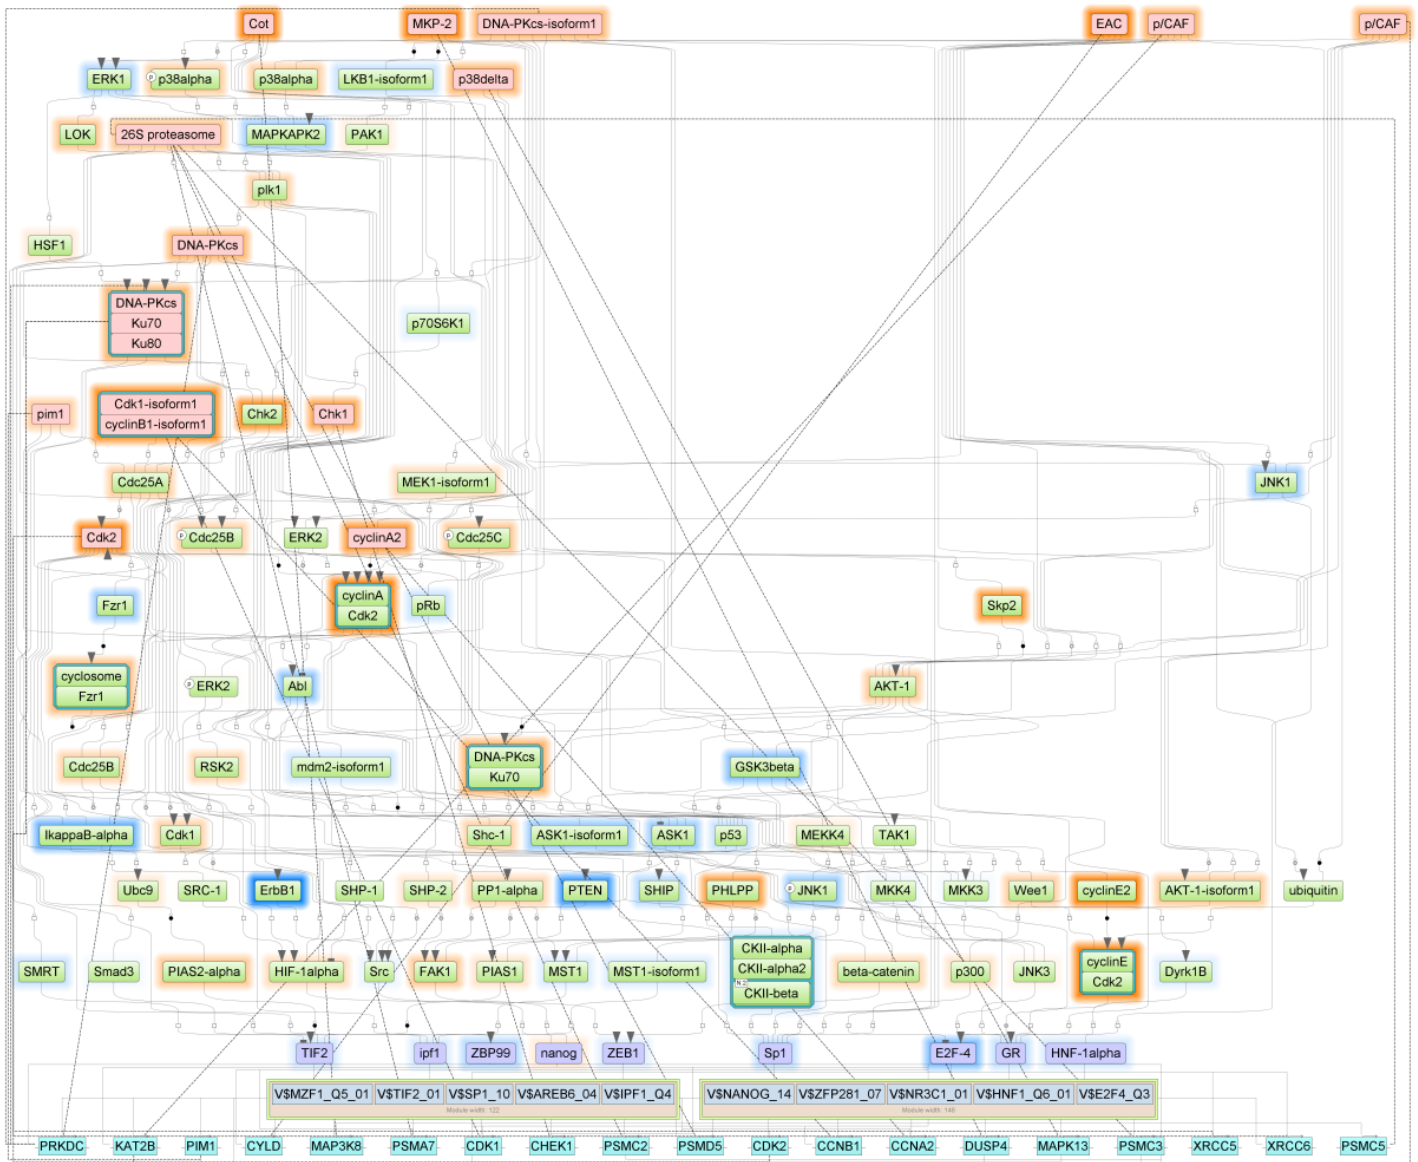 Cot MKP-2 DNA-PKcs-isoform1 EAC p/CAF p/CAF
ERK1 p p38alpha p38alpha LKB1-isoform1 p38delta
LOK 26S proteasome MAPKAPK2 PAK1
plk1
HSF1 DNA-PKcs
DNA-PKcs
Ku70 p70S6K1
Ku80
Cdk1-isoform1
pim1 Chk2 Chk1
cyclinB1-isoform1
Cdc25A MEK1-isoform1 JNK1
Cdk2 p Cdc25B ERK2 cyclinA2 p Cdc25C
cyclinA
Fzr1 pRb Skp2
Cdk2
cyclosome p ERK2 Abl AKT-1
Fzr1
DNA-PKcs
Cdc25B RSK2 mdm2-isoform1 GSK3beta
Ku70
IkappaB-alpha Cdk1 Shc-1 ASK1-isoform1 ASK1 p53 MEKK4 TAK1
Ubc9 SRC-1 ErbB1 SHP-1 SHP-2 PP1-alpha PTEN SHIP PHLPP p JNK1 MKK4 MKK3 Wee1 cyclinE2 AKT-1-isoform1 ubiquitin
CKII-alpha
SMRT Smad3 PIAS2-alpha HIF-1alpha Src FAK1 PIAS1 MST1 MST1-isoform1 CKII-alpha2 beta-catenin p300 JNK3 cyclinE Dyrk1B
Cdk2
N:2 CKII-beta
TIF2 ipf1 ZBP99 nanog ZEB1 Sp1 E2F-4 GR HNF-1alpha
V$MZF1_Q5_01 V$TIF2_01 V$SP1_10 V$AREB6_04 V$IPF1_Q4 V$NANOG_14 V$ZFP281_07 V$NR3C1_01 V$HNF1_Q6_01 V$E2F4_Q3
Module width: 122 Module width: 148
PRKDC KAT2B PIM1 CYLD MAP3K8 PSMA7 CDK1 CHEK1 PSMC2 PSMD5 CDK2 CCNB1 CCNA2 DUSP4 MAPK13 PSMC3 XRCC5 XRCC6 PSMC5